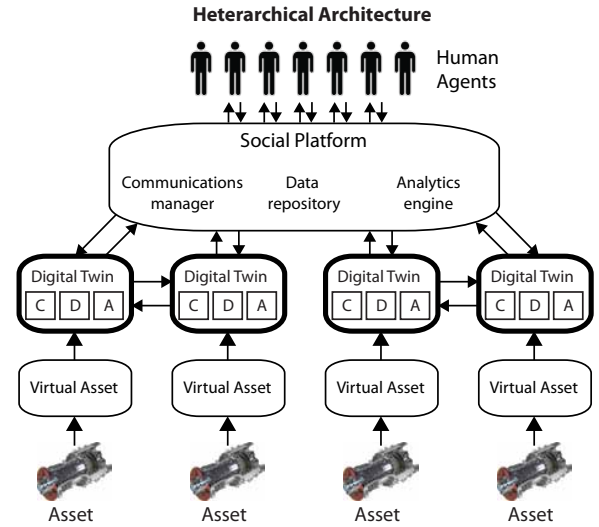 Heterarchical Architecture
Human
Agents
Social Platform
Communications
manager
Data
repository
Analytics
engine
Digital Twin
C D A
Digital Twin
C D A
Digital Twin
C D A
Digital Twin
C D A
Virtual Asset
Virtual Asset
Virtual Asset
Virtual Asset
Asset
Asset
Asset
Asset